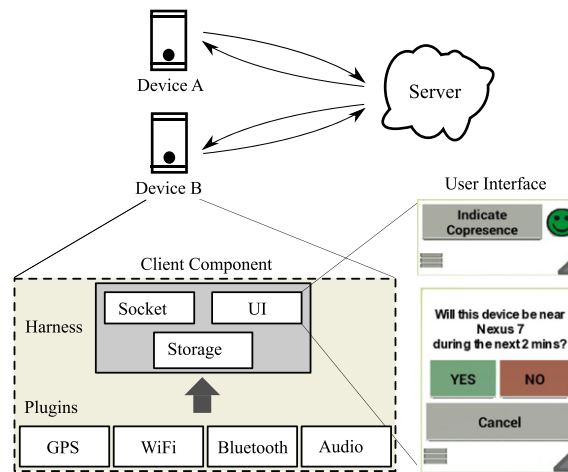 Device A
Server
Device B
User Interface
Indicate
Copresence
Client Component
Socket
UI
Harness
Storage
Will this device be near
Nexus 7
during the next 2 mins?
YES
NO
Plugins
Cancel
GPS
WiFi
Bluetooth
Audio